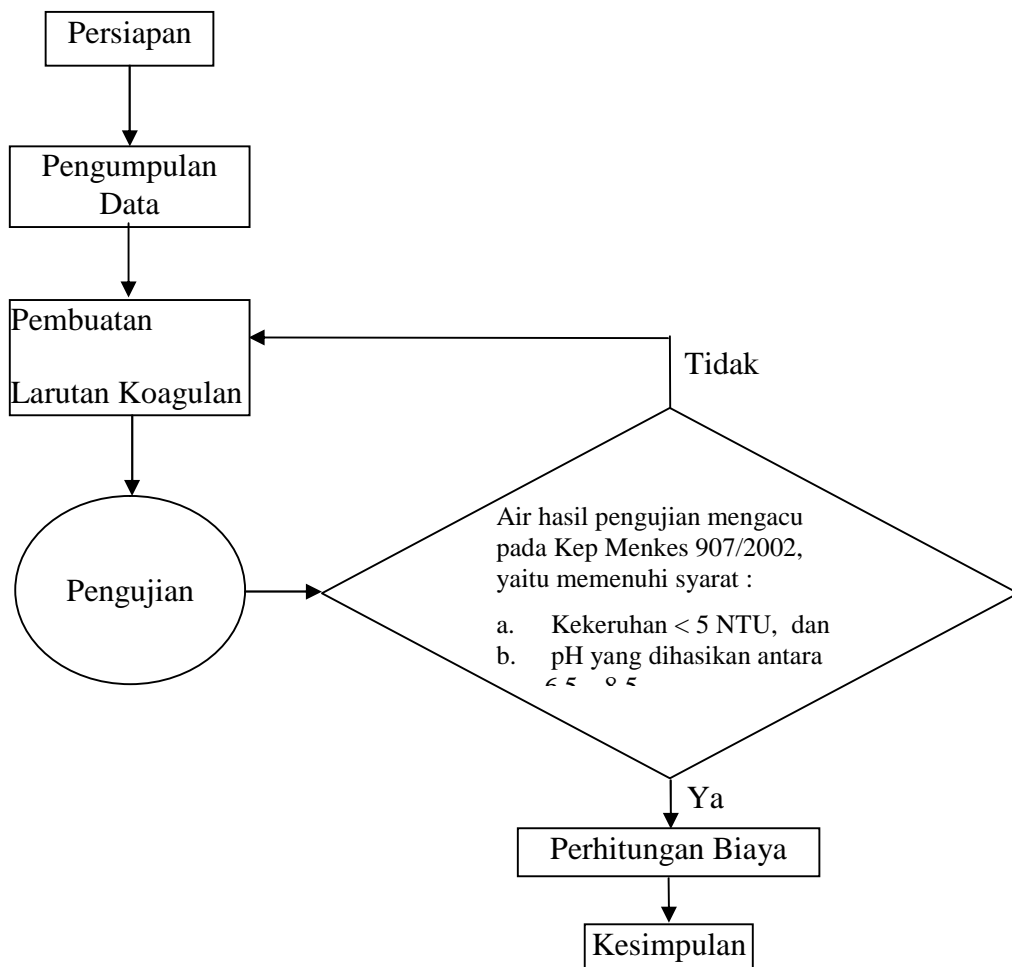 Persiapan
Pengumpulan
Data
Pembuatan
Larutan Koagulan
Pengujian
Tidak
Air hasil pengujian mengacu
pada Kep Menkes 907/2002,
yaitu memenuhi syarat :
a. Kekeruhan < 5 NTU, dan
b. pH yang dihasikan antara
Ya
Perhitungan Biaya
Kesimpulan